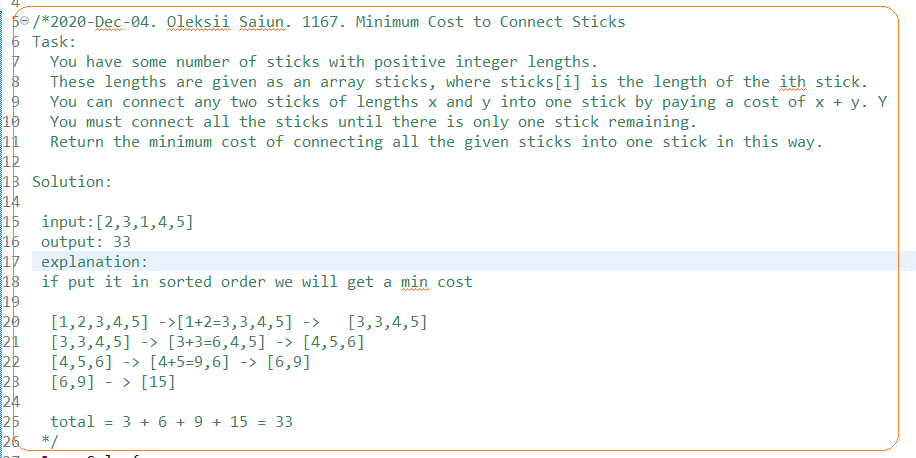 4
5 /*2020-Dec-04. Oleksii Saiun. 1167. Minimum Cost to Connect Sticks
6 Task:
7 You have some number of sticks with positive integer lengths.
8 These lengths are given as an array sticks, where sticks[i] is the length of the ith stick.
9 You can connect any two sticks of lengths x and y into one stick by paying a cost of x + y. Y
10 You must connect all the sticks until there is only one stick remaining.
11 Return the minimum cost of connecting all the given sticks into one stick in this way.
12
13 Solution:
14
15 input:[2,3,1,4,5]
16 output: 33
17 explanation:
18 if put it in sorted order we will get a min cost
19
20 [1,2,3,4,5] ->[1+2=3,3,4,5] -> [3,3,4,5]
21 [3,3,4,5] -> [3+3=6,4,5] -> [4,5,6]
22 [4,5,6] -> [4+5=9,6] -> [6,9]
23 [6,9] - > [15]
24
25 total = 3 + 6 + 9 + 15 = 33
26 */